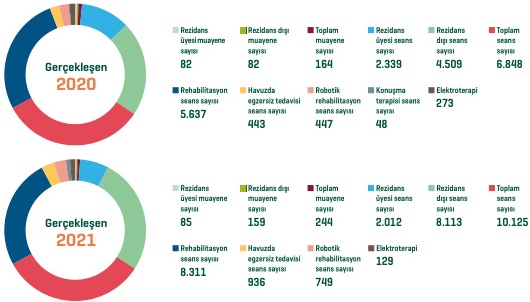 Gerçekleşen
2020
Rezidans
üyesi muayene
sayısı
82
Rezidans dışı
muayene
sayısı
82
Toplam
muayene
sayısı
164
Rezidans
üyesi seans
sayısı
2.339
Rezidans
dışı seans
sayısı
4.509
Toplam
seans
sayısı
6.848
Rehabilitasyon
seans sayısı
5.637
Havuzda
egzersiz tedavisi
seans sayısı
443
Robotik
rehabilitasyon
seans sayısı
447
Konuşma
terapisi seans
sayısı
48
Elektroterapi
273
Gerçekleşen
2021
Rezidans
üyesi muayene
sayısı
85
Rezidans dışı
muayene
sayısı
159
Toplam
muayene
sayısı
244
Rezidans
üyesi seans
sayısı
2.012
Rezidans
dışı seans
sayısı
8.113
Toplam
seans
sayısı
10.125
Rehabilitasyon
seans sayısı
8.311
Havuzda
egzersiz tedavisi
seans sayısı
936
Robotik
rehabilitasyon
seans sayısı
749
Elektroterapi
129